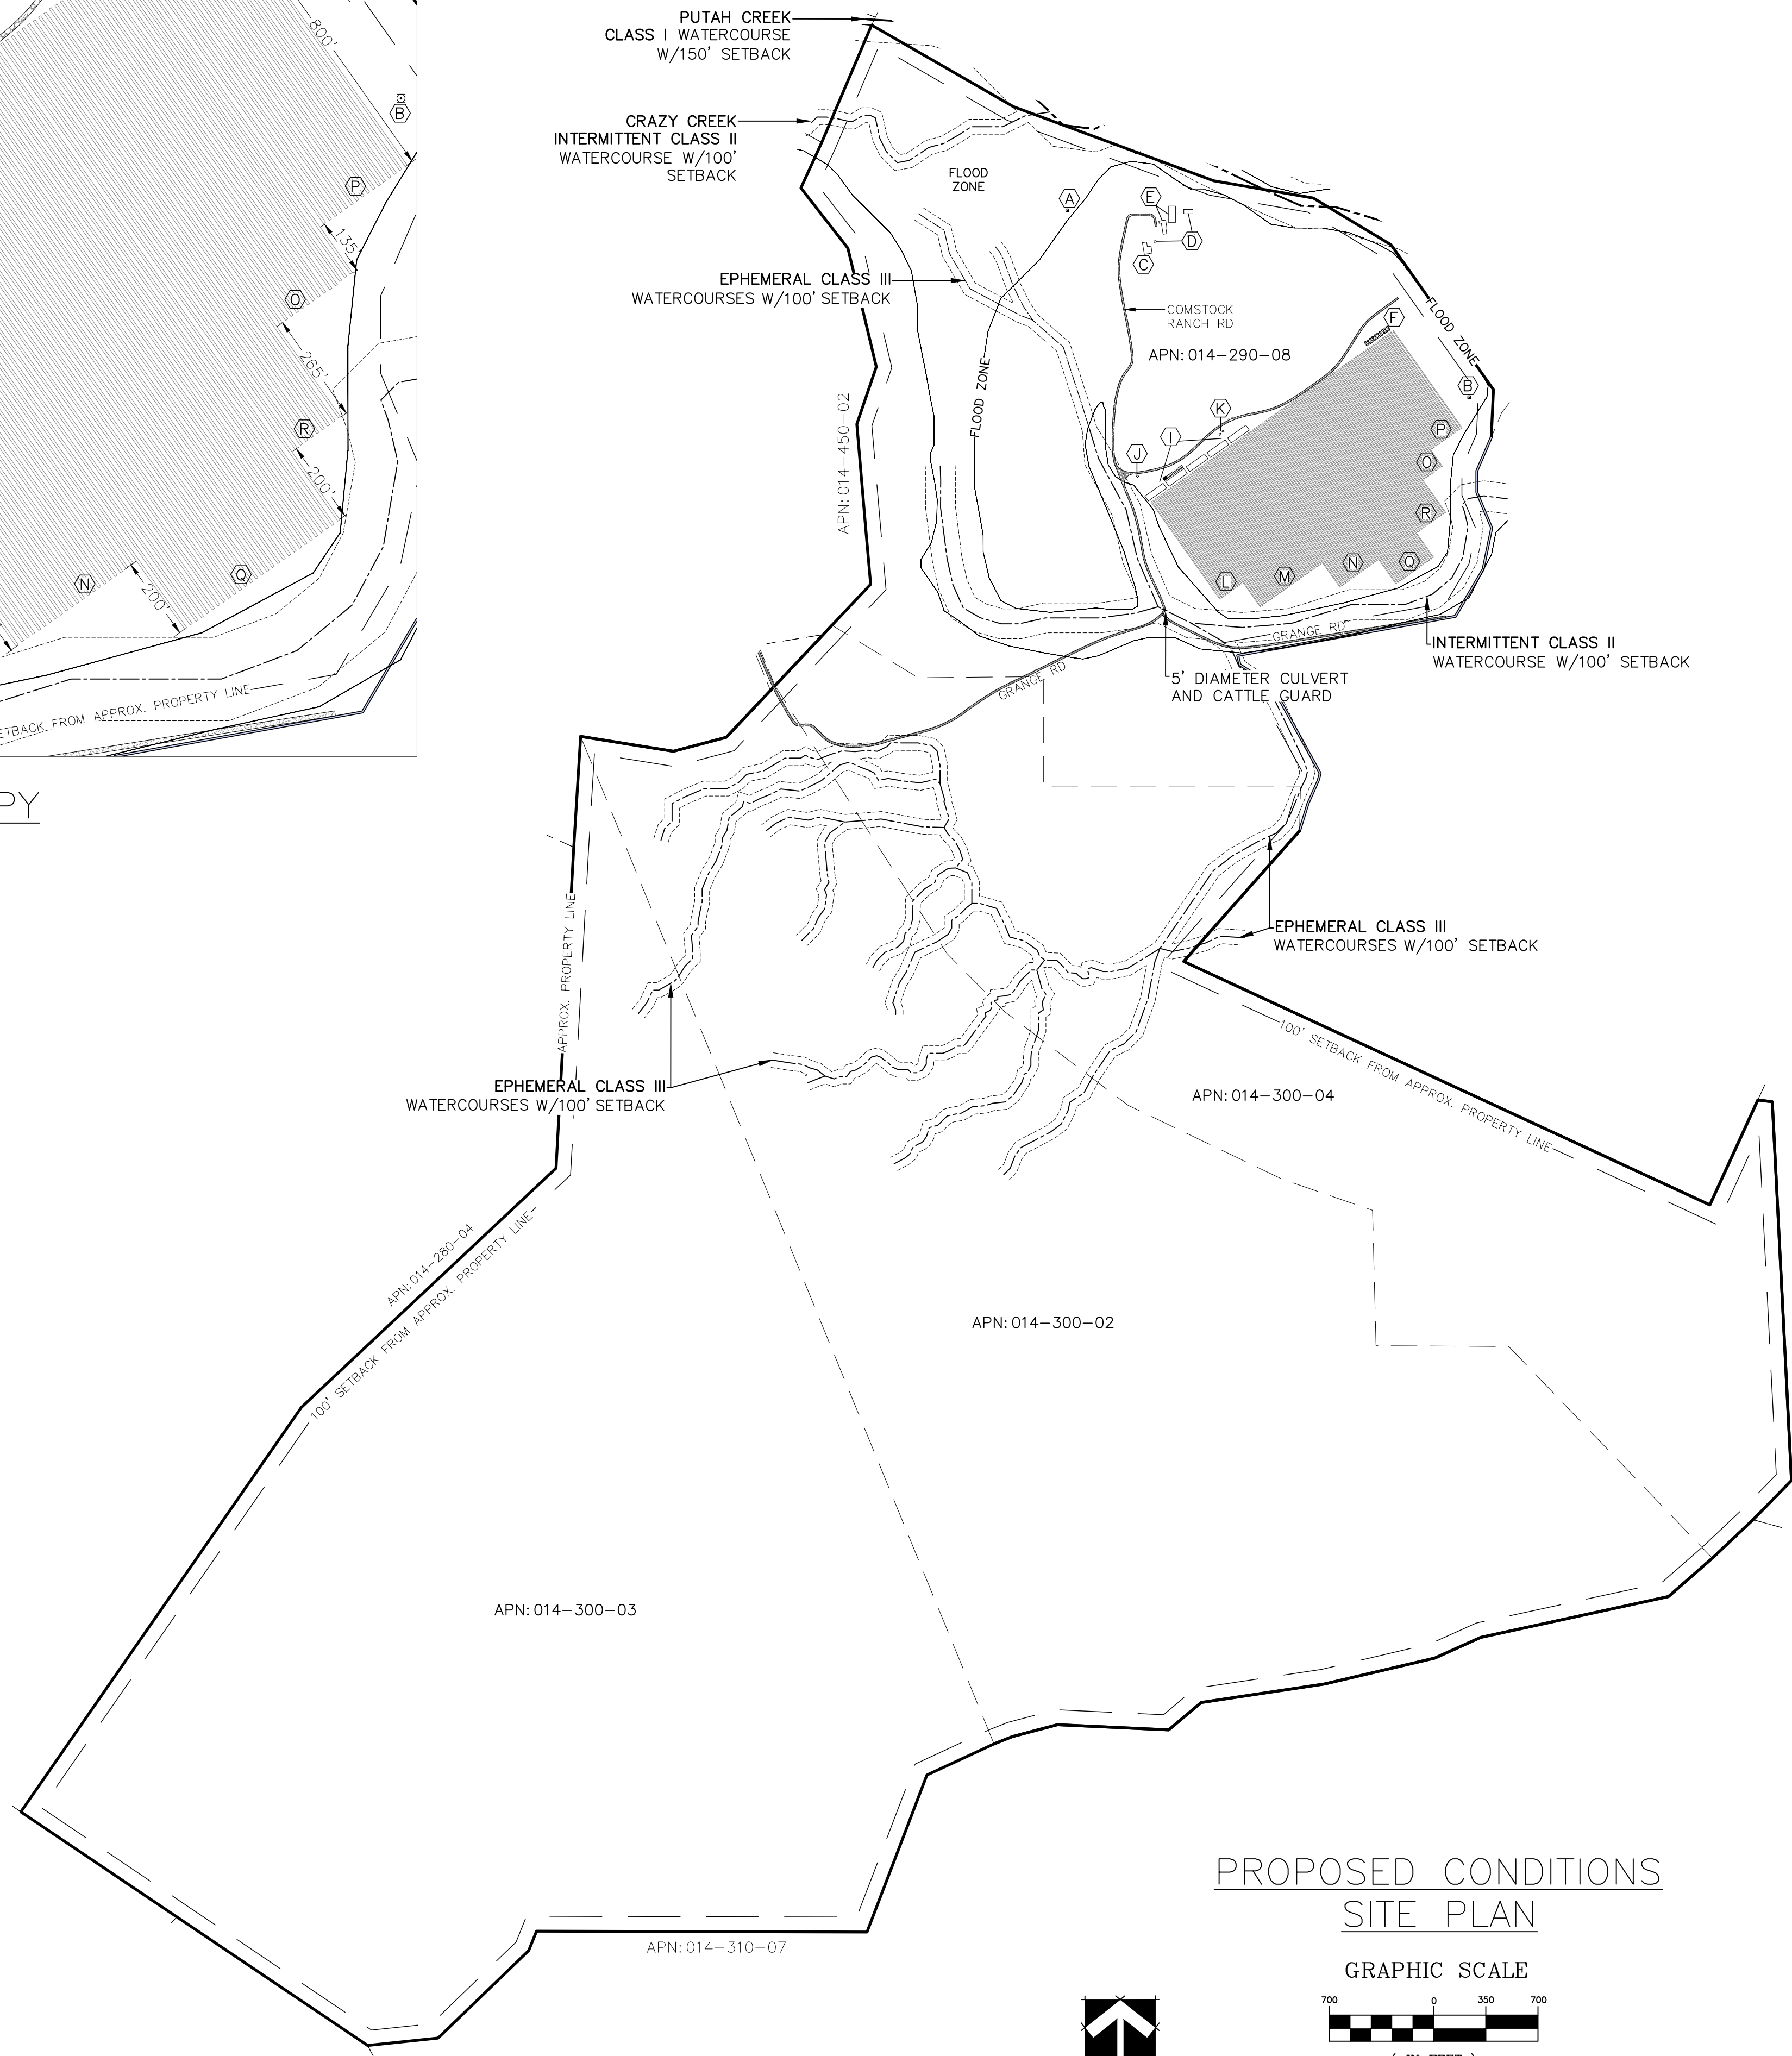 800'
B
P
135'
O
265'
R
200'
N
200'
Q
SETBACK FROM APPROX. PROPERTY LINE
PUTAH CREEK
CLASS I WATERCOURSE
W/150' SETBACK
CRAZY CREEK
INTERMITTENT CLASS II
WATERCOURSE W/100'
SETBACK
FLOOD
ZONE
A
E
D
C
EPHEMERAL CLASS III
WATERCOURSES W/100' SETBACK
COMSTOCK
RANCH RD
F
FLOOD ZONE
APN: 014-290-08
FLOOD ZONE
B
APN: 014-450-02
K
I
J
P
O
R
L
M
N
Q
GRANGE RD
INTERMITTENT CLASS II
WATERCOURSE W/100' SETBACK
5' DIAMETER CULVERT
AND CATTLE GUARD
GRANGE RD
APPROX. PROPERTY LINE
EPHEMERAL CLASS III
WATERCOURSES W/100' SETBACK
100' SETBACK FROM APPROX. PROPERTY LINE
EPHEMERAL CLASS III
WATERCOURSES W/100' SETBACK
APN: 014-300-04
APN: 014-280-04
100' SETBACK FROM APPROX. PROPERTY LINE
APN: 014-300-02
APN: 014-300-03
APN: 014-310-07
PROPOSED CONDITIONS
SITE PLAN
GRAPHIC SCALE
700 0 350 700
( IN FEET )